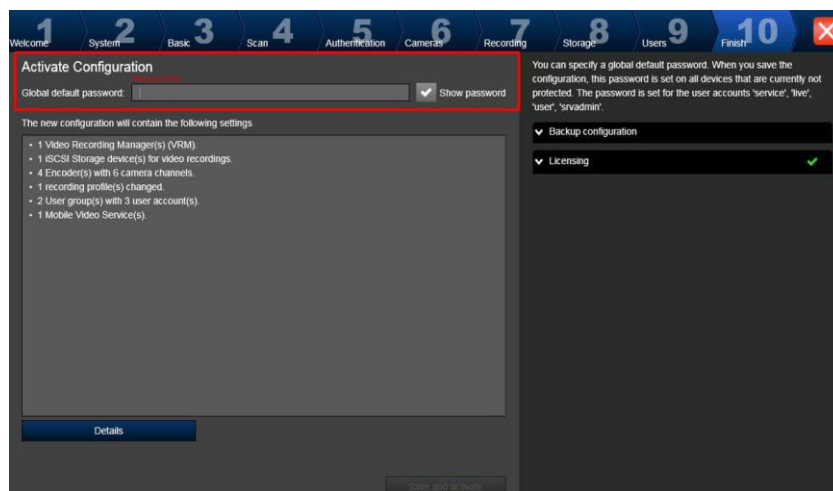 1 Welcome
2 System
3 Basic
4 Scan
5 Authentication
6 Cameras
7 Recording
8 Storage
9 Users
10 Finish
Activate Configuration
Global default password:
Show password
The new configuration will contain the following settings
• 1 Video Recording Manager(s) (VRM).
• 1 iSCSI Storage device(s) for video recordings.
• 4 Encoder(s) with 6 camera channels.
• 1 recording profile(s) changed.
• 2 User group(s) with 3 user account(s).
• 1 Mobile Video Service(s).
Details
Save and activate
You can specify a global default password. When you save the
configuration, this password is set on all devices that are currently not
protected. The password is set for the user accounts 'service', 'live',
'user', 'srvadmin'.
Backup configuration
Licensing